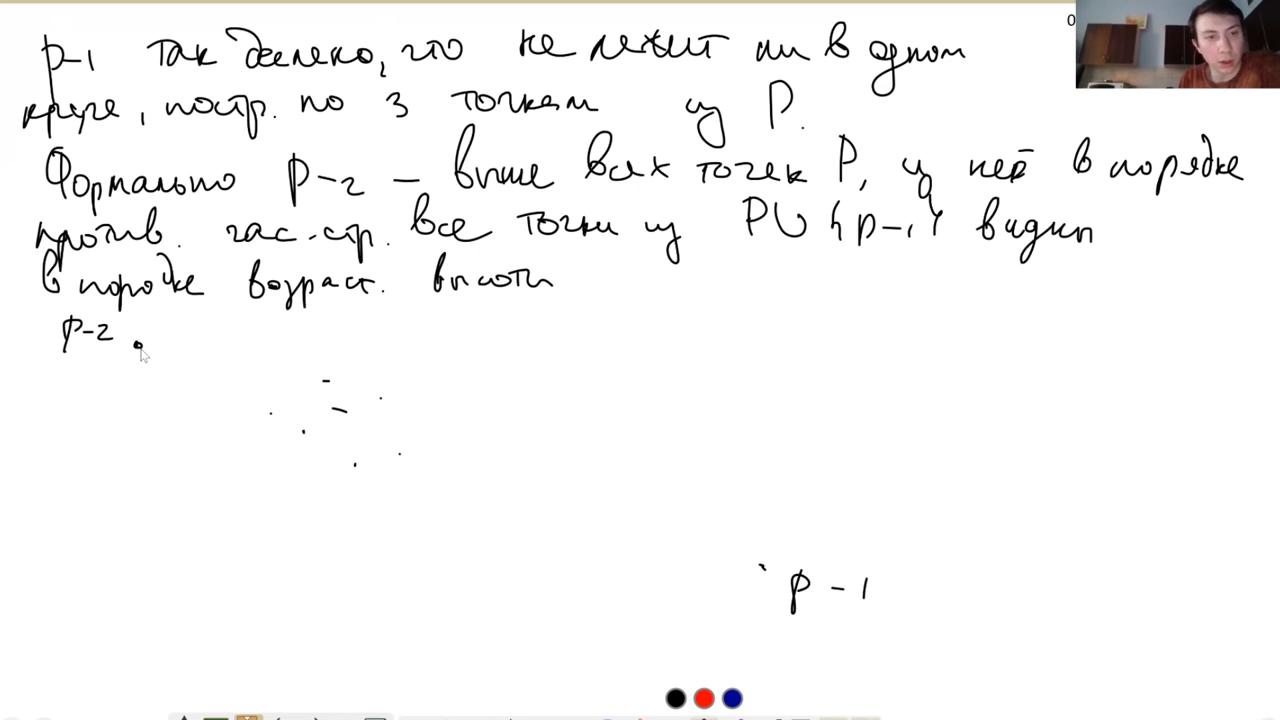 p-1 так далеко, что не лежит ни в одном
круге, постр. по 3 точкам из P.
Формально p-2 – выше всех точек P, из неё в порядке
против. час. стр. все точки из P∪{p-1} видны
в порядке возраст. высоты
p-2
p-1